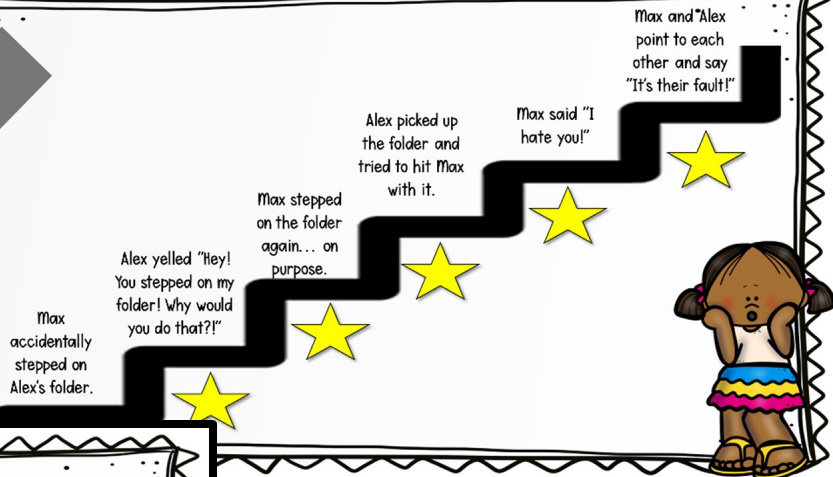 Max
accidentally
stepped on
Alex's folder.
Alex yelled "Hey!
You stepped on my
folder! Why would
you do that?!"
Max stepped
on the folder
again... on
purpose.
Alex picked up
the folder and
tried to hit Max
with it.
Max said "I
hate you!"
Max and Alex
point to each
other and say
"It's their fault!"